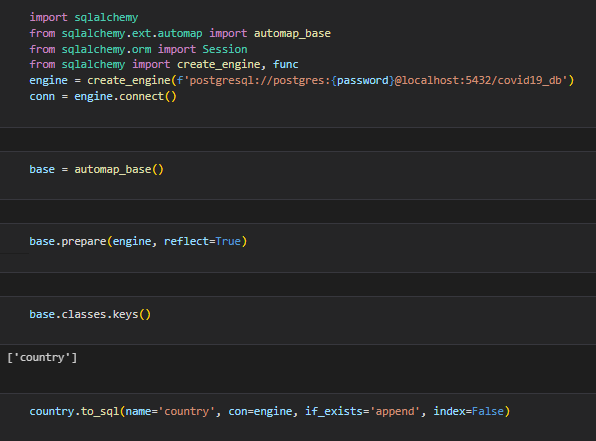 import sqlalchemy
from sqlalchemy.ext.automap import automap_base
from sqlalchemy.orm import Session
from sqlalchemy import create_engine, func
engine = create_engine(f'postgresql://postgres:{password}@localhost:5432/covid19_db')
conn = engine.connect()
base = automap_base()
base.prepare(engine, reflect=True)
base.classes.keys()
['country']
country.to_sql(name='country', con=engine, if_exists='append', index=False)